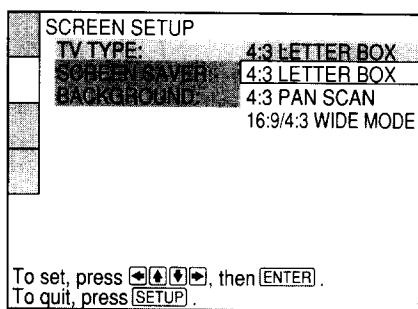 SCREEN SETUP
TV TYPE: 4:3 LETTER BOX
SCREEN SAVER: 4:3 LETTER BOX
BACKGROUND: 4:3 PAN SCAN
16:9/4:3 WIDE MODE
To set, press ←↑↓→, then ENTER.
To quit, press SETUP.